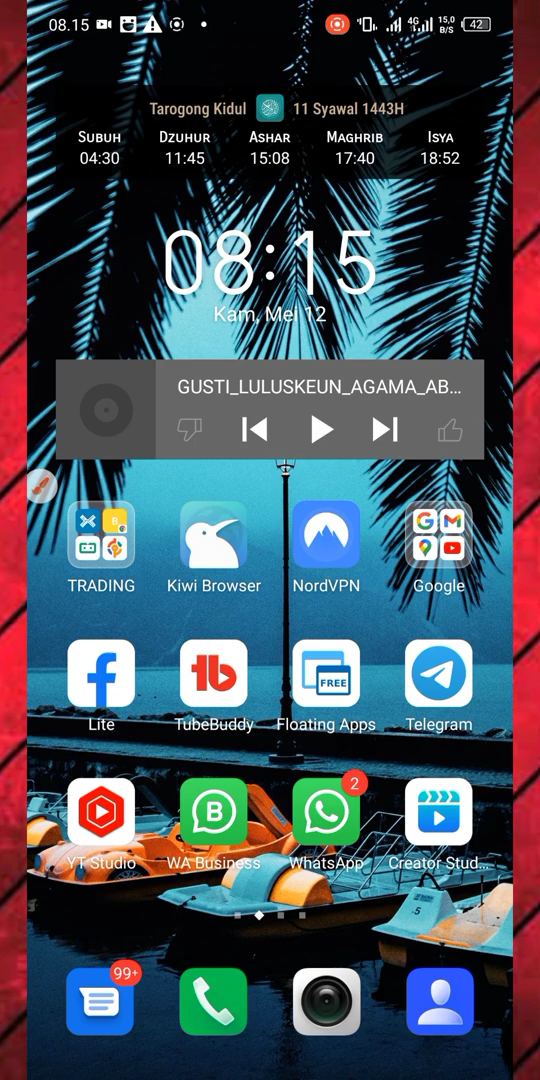 08.15
4G
15,0
B/S
42
Tarogong Kidul
11 Syawal 1443H
SUBUH DZUHUR ASHAR MAGHRIB ISYA
04:30 11:45 15:08 17:40 18:52
08:15
Kam, Mei 12
GUSTI_LULUSKEUN_AGAMA_AB...
TRADING Kiwi Browser NordVPN Google
FREE
Lite TubeBuddy Floating Apps Telegram
2
YT Studio WA Business WhatsApp Creator Stud...
99+